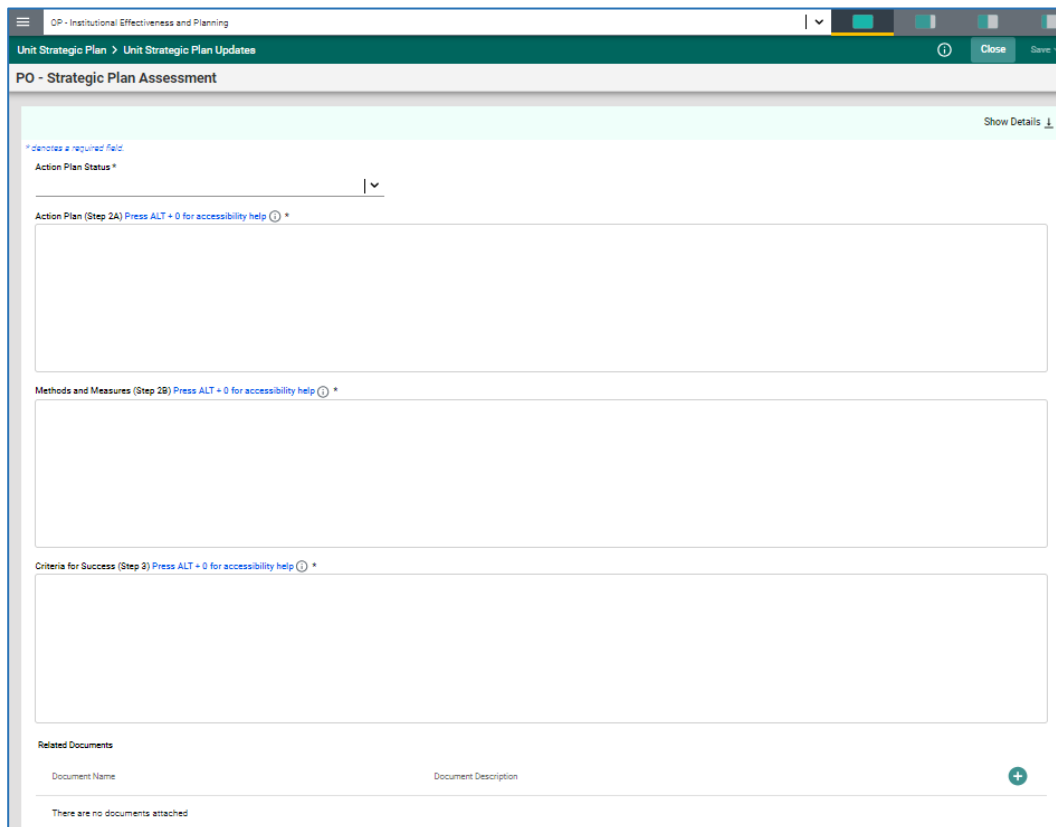 OP - Institutional Effectiveness and Planning
Unit Strategic Plan > Unit Strategic Plan Updates Close Save
PO - Strategic Plan Assessment
Show Details
* denotes a required field.
Action Plan Status *
Action Plan (Step 2A) Press ALT + 0 for accessibility help *
Methods and Measures (Step 2B) Press ALT + 0 for accessibility help *
Criteria for Success (Step 3) Press ALT + 0 for accessibility help *
Related Documents
Document Name Document Description
There are no documents attached